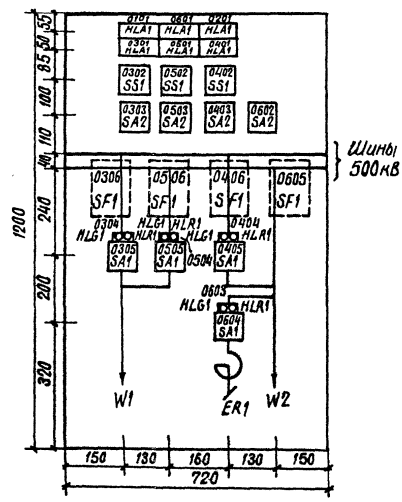 0101 0601 0201
HLA1 HLA1 HLA1
0301 0501 0401
HLA1 HLA1 HLA1
0302 0502 0402
SS1 SS1 SS1
0303 0503 0403 0602
SA2 SA2 SA2 SA2
Шины
500кв
0306 0506 0406 0605
SF1 SF1 SF1 SF1
0304 HLG1 HLR1 0404
HLG1 HLR1 HLG1 HLR1
0305 0505 0504 0405
SA1 SA1 SA1
0603
HLG1 HLR1
0604
SA1
W1 ER1 W2
55
50
85
100
110
40
240
200
320
1200
150 130 160 130 150
720